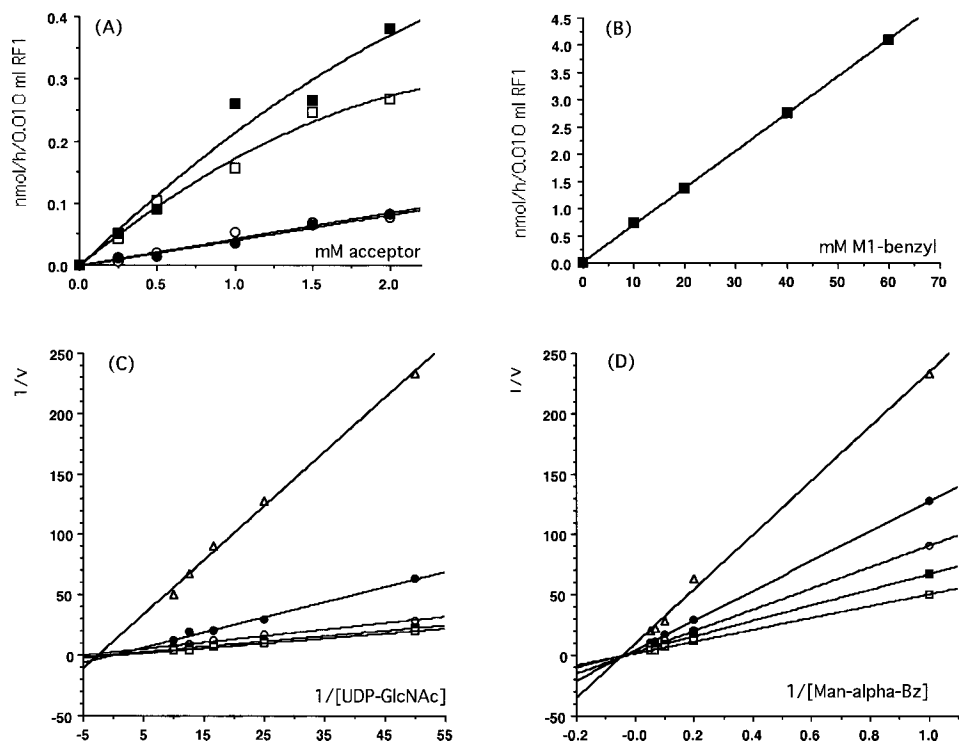 (A)
nmol/h/0.010 ml RF1
0.4
0.3
0.2
0.1
0.0
mM acceptor
0.0 0.5 1.0 1.5 2.0
(B)
nmol/h/0.010 ml RF1
4.5
4.0
3.5
3.0
2.5
2.0
1.5
1.0
0.5
0.0
mM M1-benzyl
0 10 20 30 40 50 60 70
(C)
1/v
250
200
150
100
50
0
-50
1/[UDP-GlcNAc]
-5 5 15 25 35 45 55
(D)
1/v
250
200
150
100
50
0
-50
1/[Man-alpha-Bz]
-0.2 -0.0 0.2 0.4 0.6 0.8 1.0